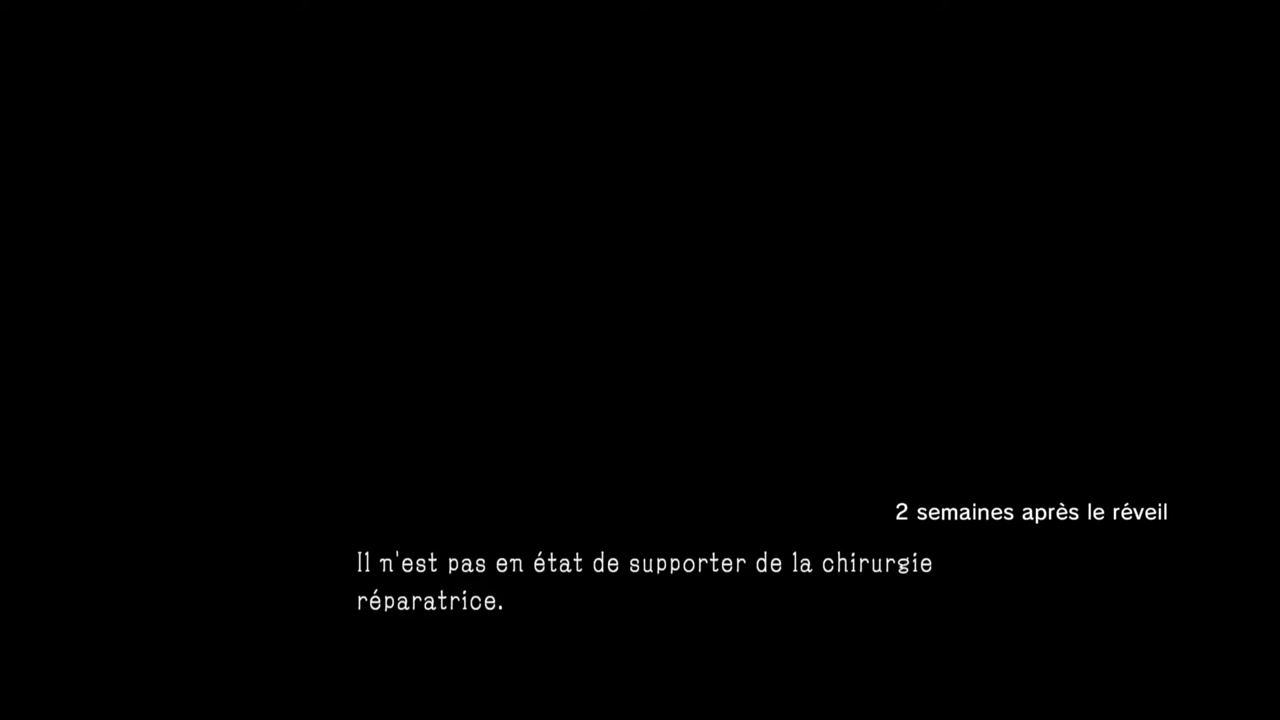 2 semaines après le réveil
Il n'est pas en état de supporter de la chirurgie
réparatrice.